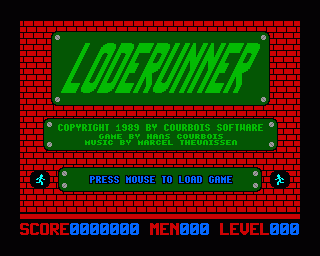 LODERUNNER
COPYRIGHT 1989 BY COURBOIS SOFTWARE
GAME BY HANS COURBOIS
MUSIC BY MARCEL THEVAISSEN
PRESS MOUSE TO LOAD GAME
SCORE0000000 MEN000 LEVEL000